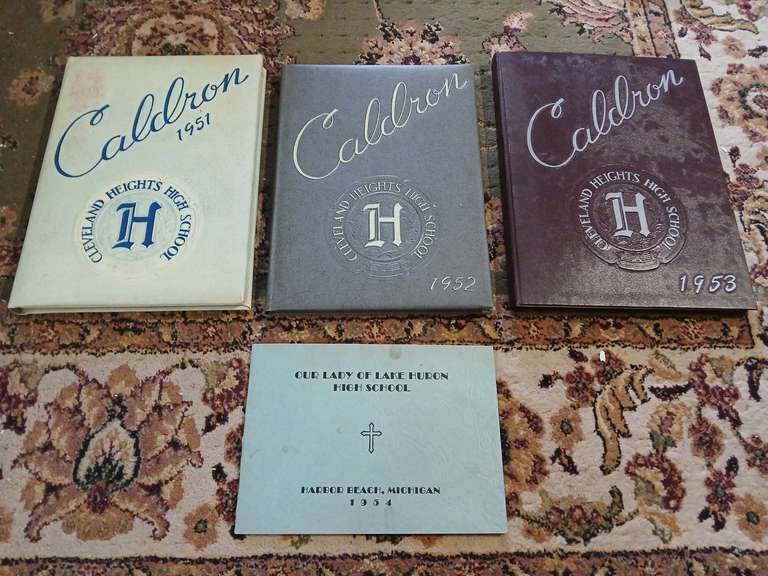 Caldron
1951
CLEVELAND HEIGHTS HIGH SCHOOL
H
Caldron
CLEVELAND HEIGHTS HIGH SCHOOL
H
1952
Caldron
CLEVELAND HEIGHTS HIGH SCHOOL
H
1953
OUR LADY OF LAKE HURON
HIGH SCHOOL
HARBOR BEACH, MICHIGAN
1954